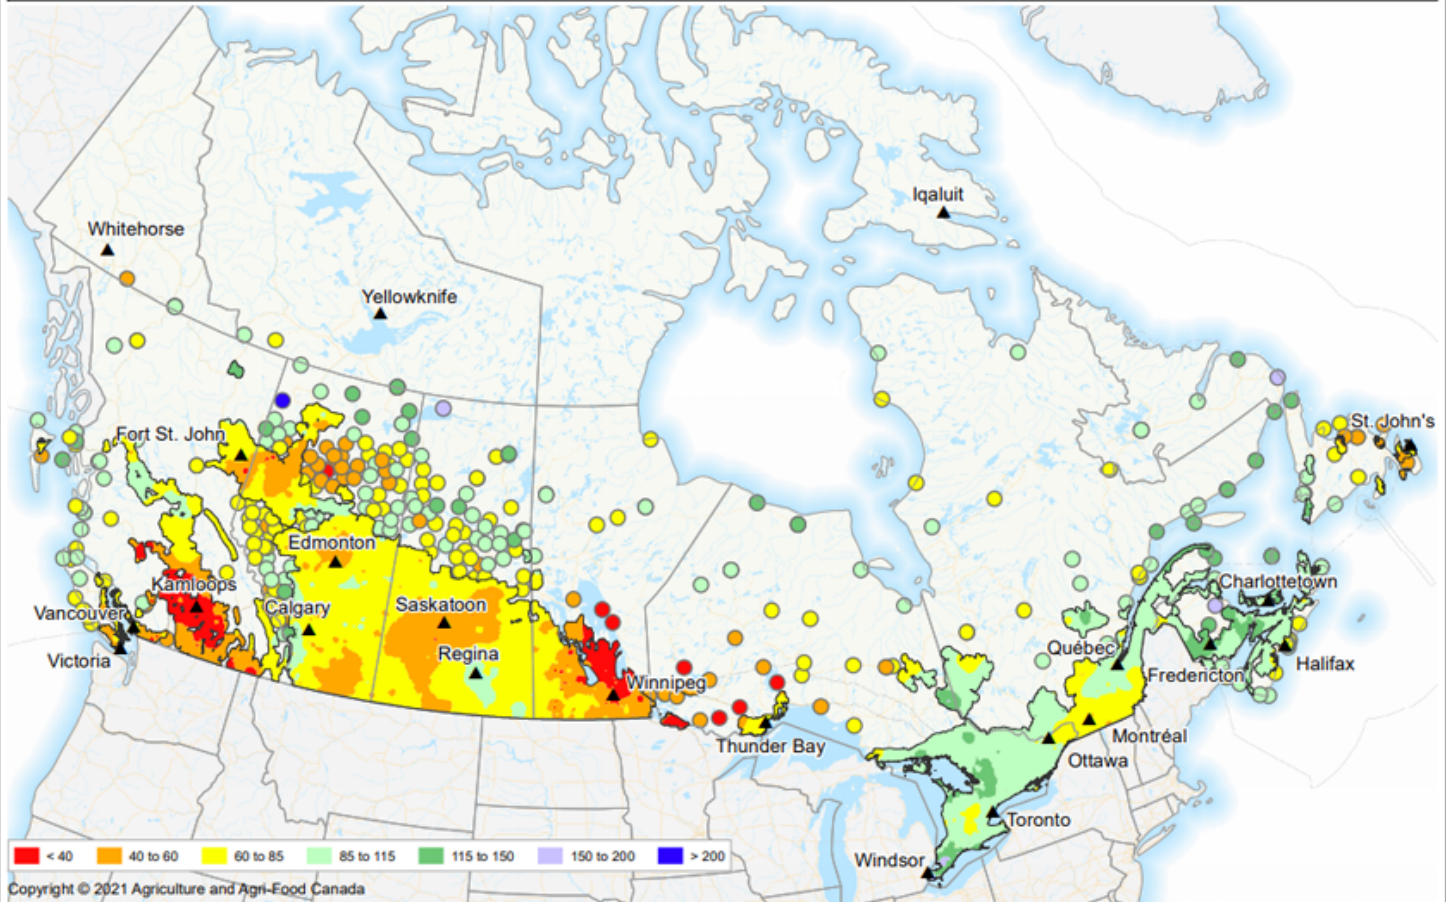 Iqaluit
Whitehorse
Yellowknife
St. John's
Fort St. John
Edmonton
Charlottetown
Kamloops
Vancouver
Calgary
Saskatoon
Québec
Victoria
Regina
Fredericton
Halifax
Winnipeg
Thunder Bay
Montréal
Ottawa
Toronto
Windsor
< 40 40 to 60 60 to 85 85 to 115 115 to 150 150 to 200 > 200
Copyright © 2021 Agriculture and Agri-Food Canada